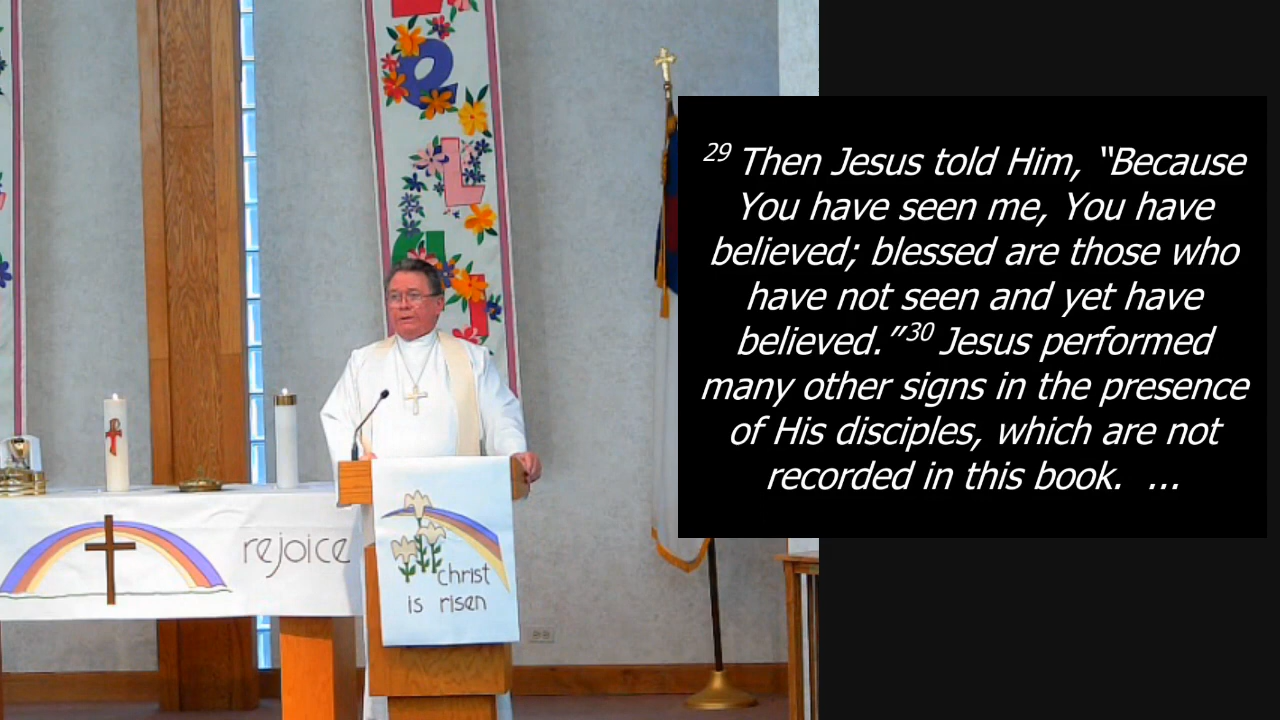 29 Then Jesus told Him, “Because
You have seen me, You have
believed; blessed are those who
have not seen and yet have
believed.”30 Jesus performed
many other signs in the presence
of His disciples, which are not
recorded in this book. ...
rejoice
christ
is risen